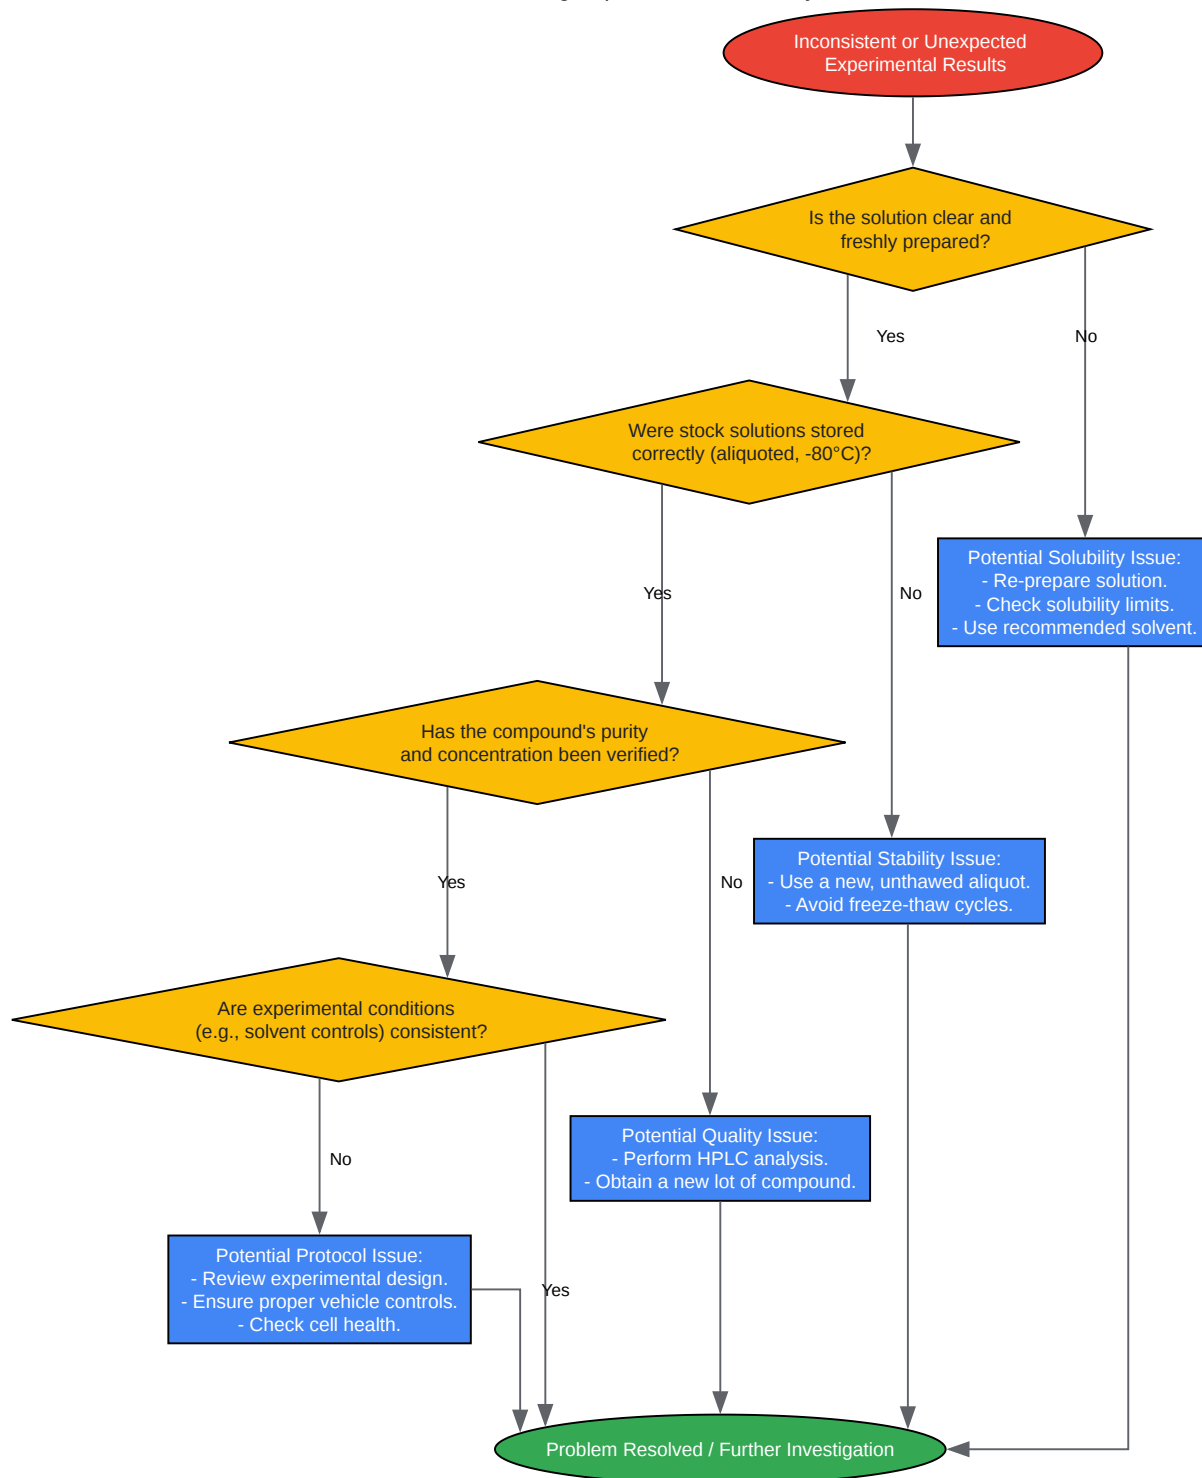 Inconsistent or Unexpected
Experimental Results
Is the solution clear and
freshly prepared?
Yes
No
Were stock solutions stored
correctly (aliquoted, -80°C)?
Potential Solubility Issue:
- Re-prepare solution.
- Check solubility limits.
- Use recommended solvent.
Yes
No
Has the compound's purity
and concentration been verified?
Yes
No
Potential Stability Issue:
- Use a new, unthawed aliquot.
- Avoid freeze-thaw cycles.
Are experimental conditions
(e.g., solvent controls) consistent?
No
Potential Quality Issue:
- Perform HPLC analysis.
- Obtain a new lot of compound.
Potential Protocol Issue:
- Review experimental design.
- Ensure proper vehicle controls.
- Check cell health.
Yes
Problem Resolved / Further Investigation